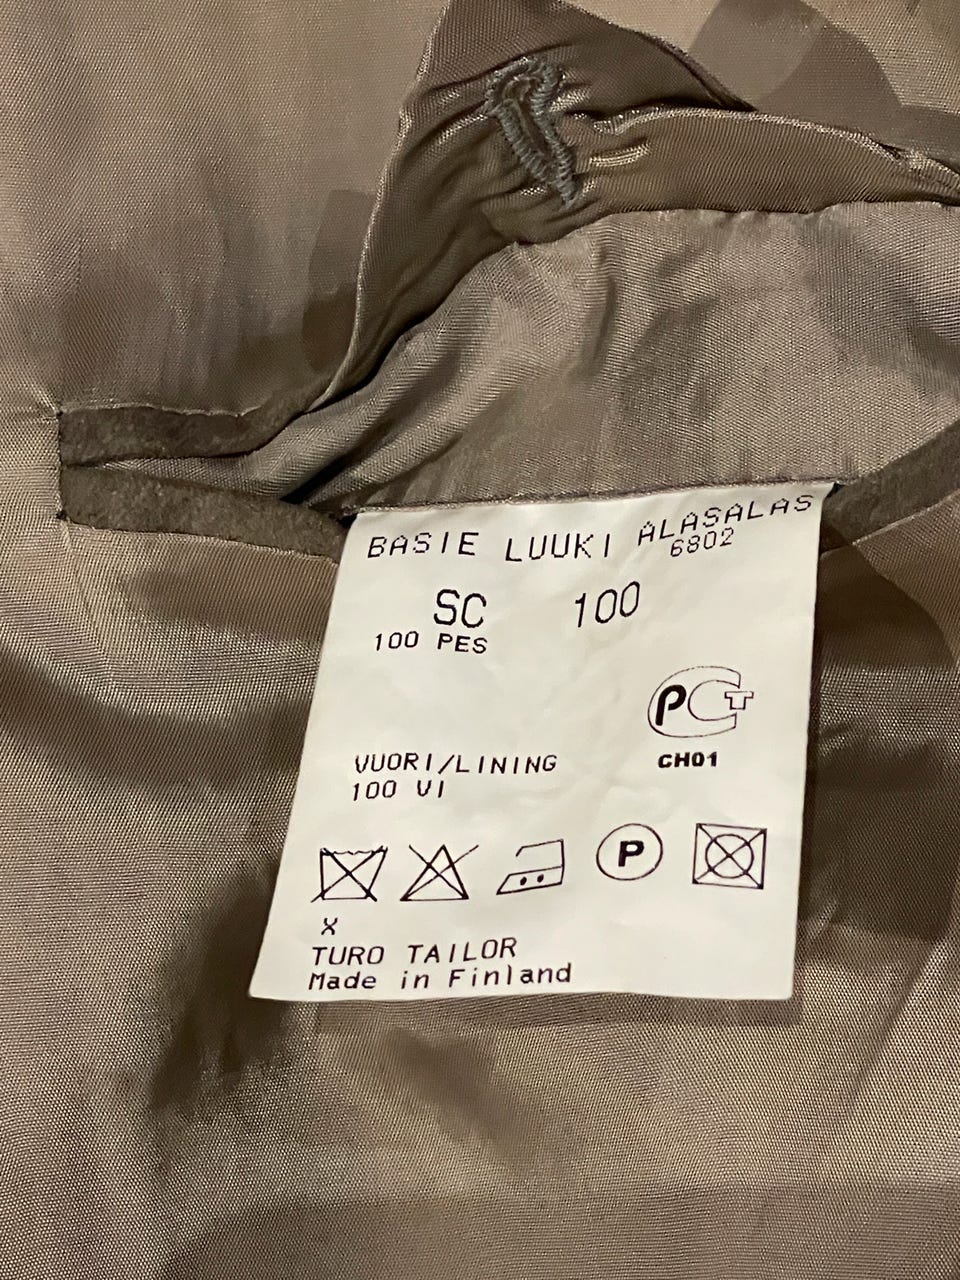 BASIE LUUKI ALASALAS
6802
SC 100
100 PES
PCT
CH01
VUORI/LINING
100 VI
P
X
TURO TAILOR
Made in Finland